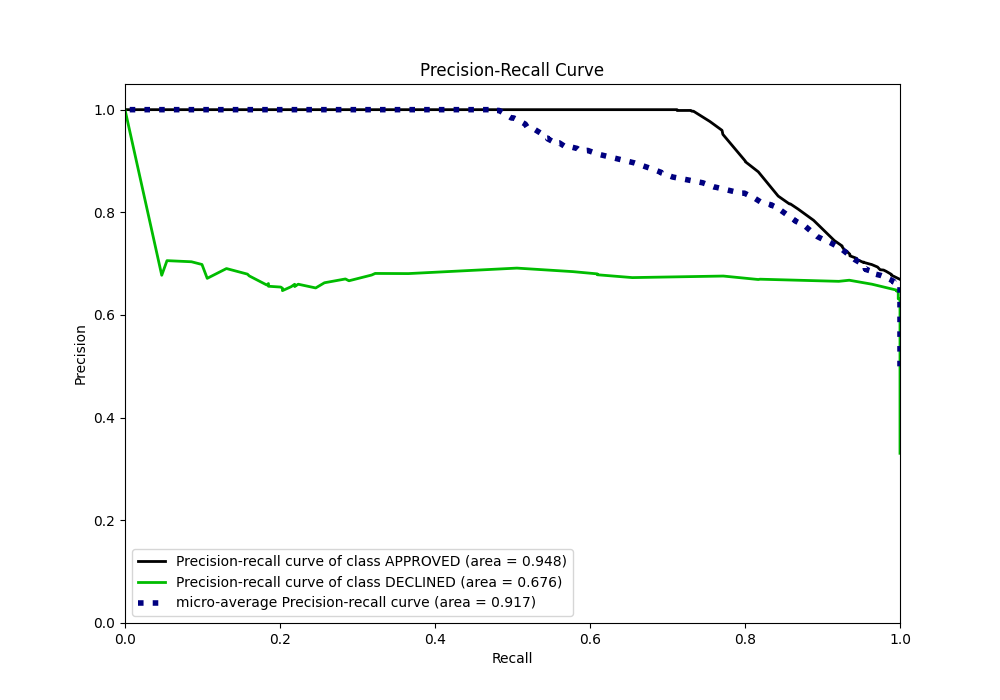 Precision-Recall Curve
1.0
0.8
0.6
0.4
0.2
0.0
Precision
Precision-recall curve of class APPROVED (area = 0.948)
Precision-recall curve of class DECLINED (area = 0.676)
micro-average Precision-recall curve (area = 0.917)
0.0 0.2 0.4 0.6 0.8 1.0
Recall